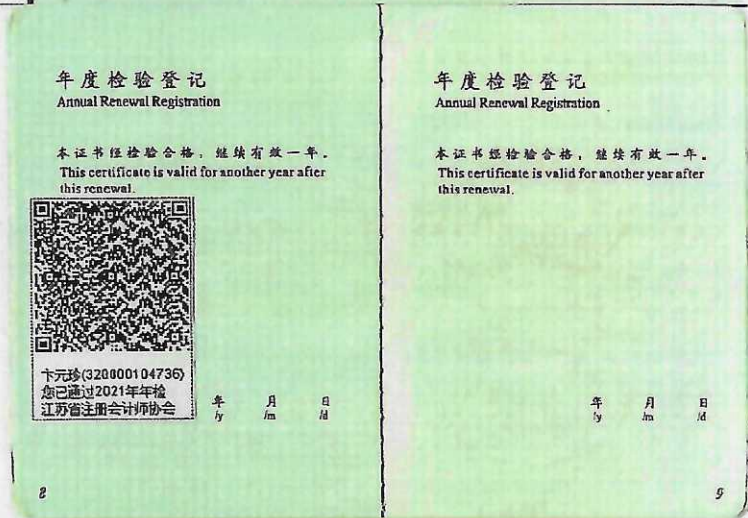 年度检验登记
Annual Renewal Registration
本证书经检验合格，继续有效一年。
This certificate is valid for another year after
this renewal.
卞元珍(320000104736)
您已通过2021年年检
江苏省注册会计师协会
年 月 日
/y /m /d
8
年度检验登记
Annual Renewal Registration
本证书经检验合格，继续有效一年。
This certificate is valid for another year after
this renewal.
年 月 日
/y /m /d
9